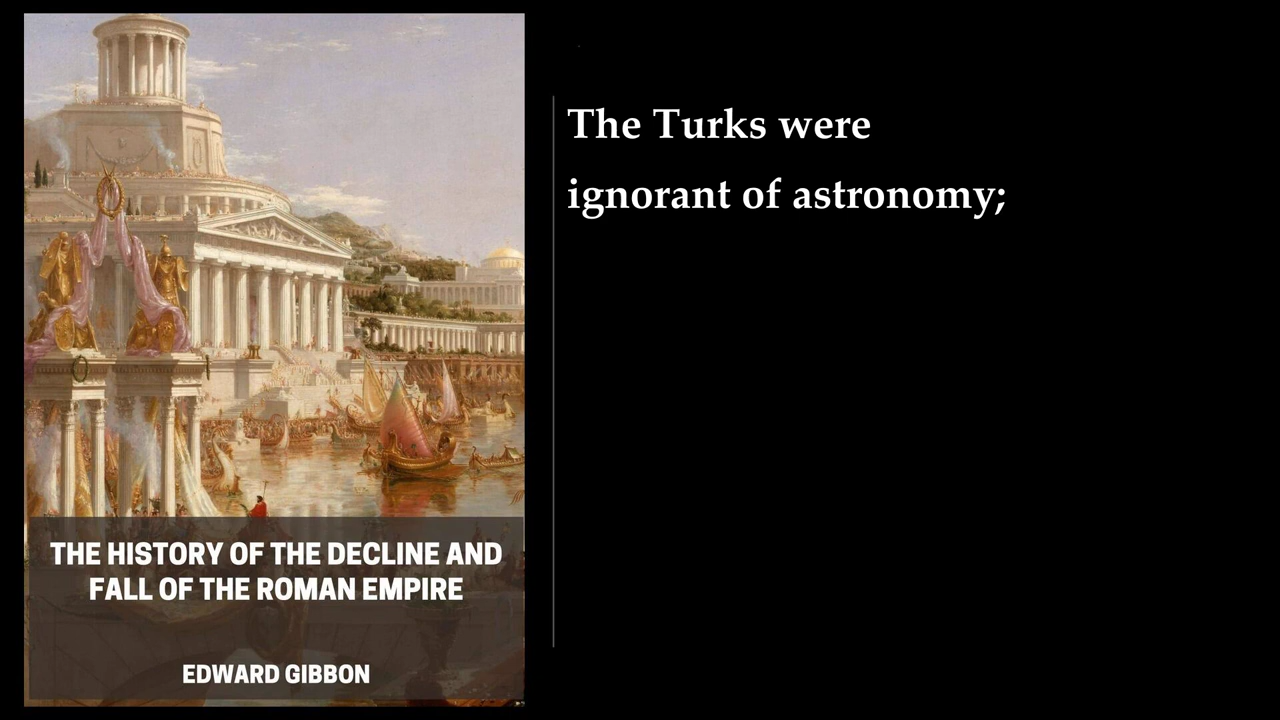 The Turks were
ignorant of astronomy;
THE HISTORY OF THE DECLINE AND
FALL OF THE ROMAN EMPIRE
EDWARD GIBBON